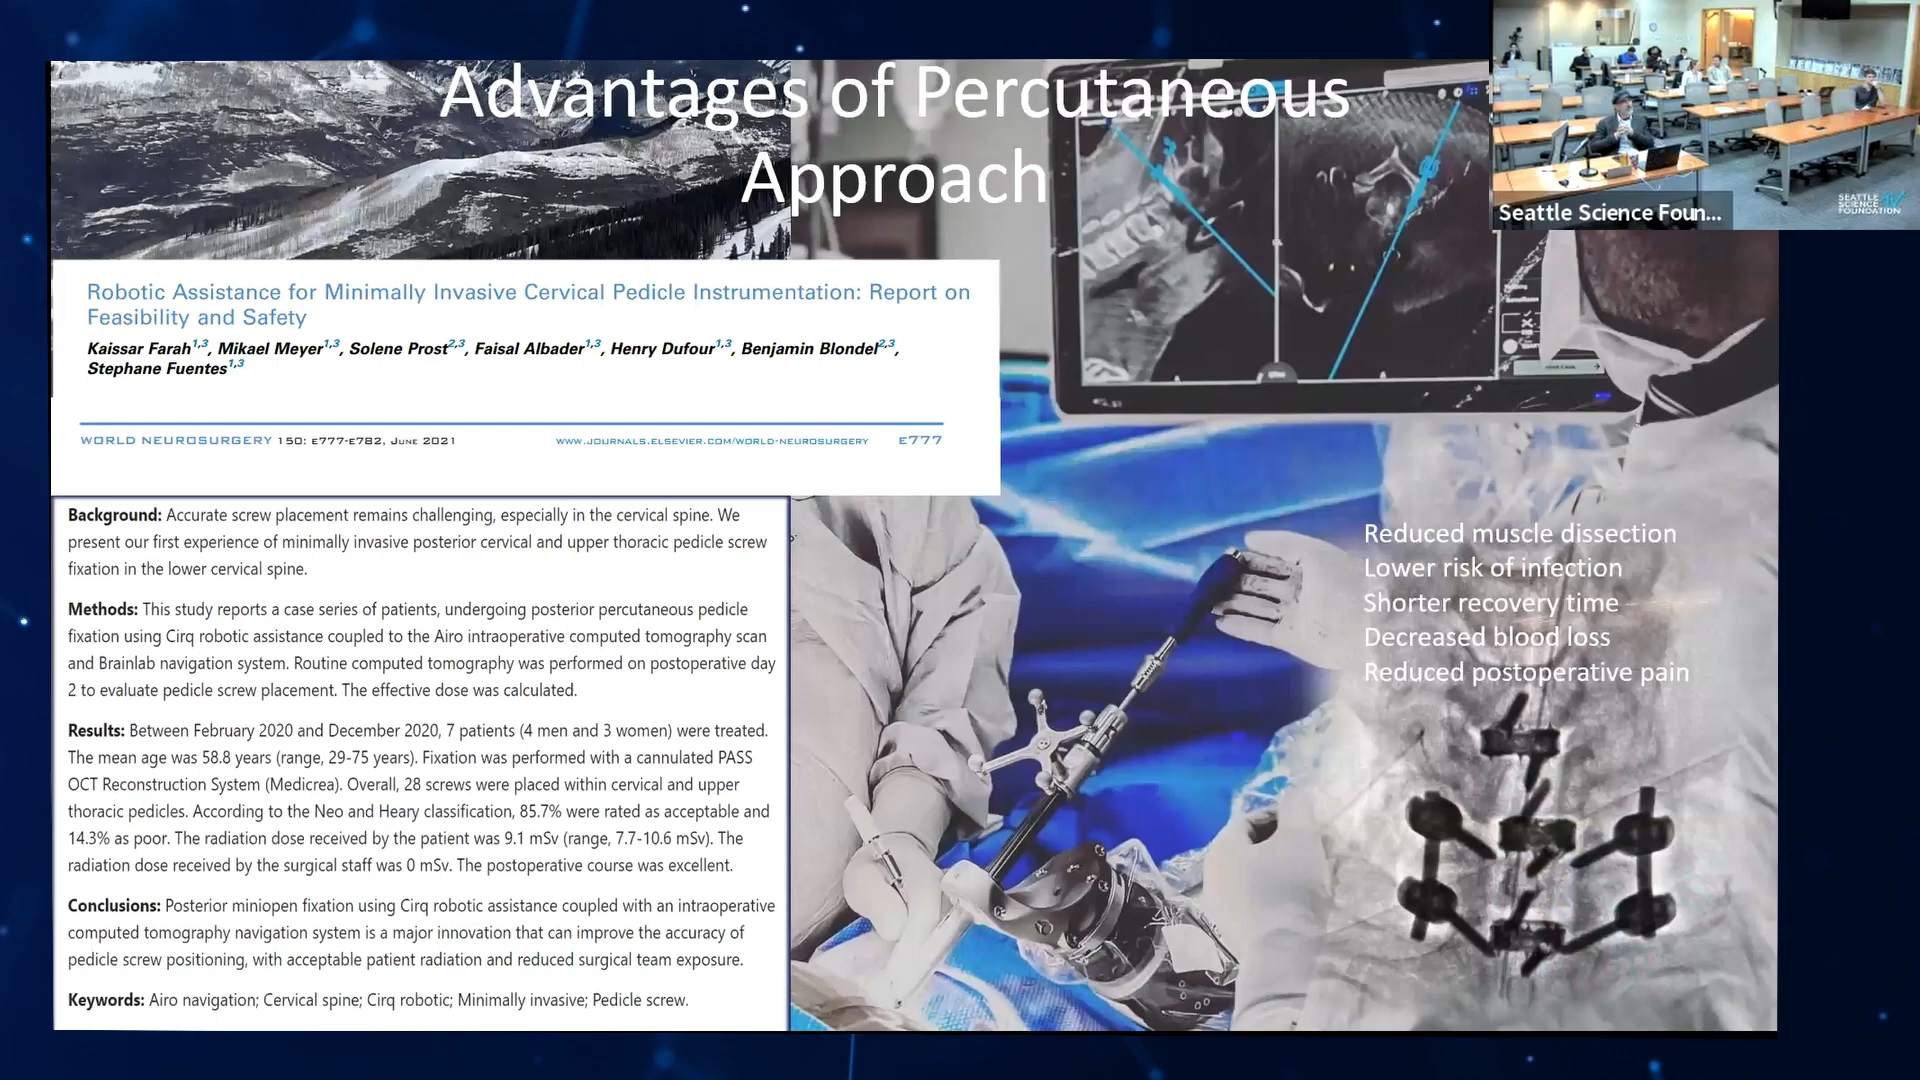 Advantages of Percutaneous
Approach
Seattle Science Foun...
SEATTLE
SCIENCE
FOUNDATION
Robotic Assistance for Minimally Invasive Cervical Pedicle Instrumentation: Report on
Feasibility and Safety
Kaissar Farah1,3, Mikael Meyer1,3, Solene Prost2,3, Faisal Albader1,3, Henry Dufour1,3, Benjamin Blondel2,3,
Stephane Fuentes1,3
WORLD NEUROSURGERY 150: E777-E782, JUNE 2021 WWW.JOURNALS.ELSEVIER.COM/WORLD-NEUROSURGERY E777
Background: Accurate screw placement remains challenging, especially in the cervical spine. We
present our first experience of minimally invasive posterior cervical and upper thoracic pedicle screw
fixation in the lower cervical spine.
Methods: This study reports a case series of patients, undergoing posterior percutaneous pedicle
fixation using Cirq robotic assistance coupled to the Airo intraoperative computed tomography scan
and Brainlab navigation system. Routine computed tomography was performed on postoperative day
2 to evaluate pedicle screw placement. The effective dose was calculated.
Results: Between February 2020 and December 2020, 7 patients (4 men and 3 women) were treated.
The mean age was 58.8 years (range, 29-75 years). Fixation was performed with a cannulated PASS
OCT Reconstruction System (Medicrea). Overall, 28 screws were placed within cervical and upper
thoracic pedicles. According to the Neo and Heary classification, 85.7% were rated as acceptable and
14.3% as poor. The radiation dose received by the patient was 9.1 mSv (range, 7.7-10.6 mSv). The
radiation dose received by the surgical staff was 0 mSv. The postoperative course was excellent.
Conclusions: Posterior miniopen fixation using Cirq robotic assistance coupled with an intraoperative
computed tomography navigation system is a major innovation that can improve the accuracy of
pedicle screw positioning, with acceptable patient radiation and reduced surgical team exposure.
Keywords: Airo navigation; Cervical spine; Cirq robotic; Minimally invasive; Pedicle screw.
Reduced muscle dissection
Lower risk of infection
Shorter recovery time
Decreased blood loss
Reduced postoperative pain